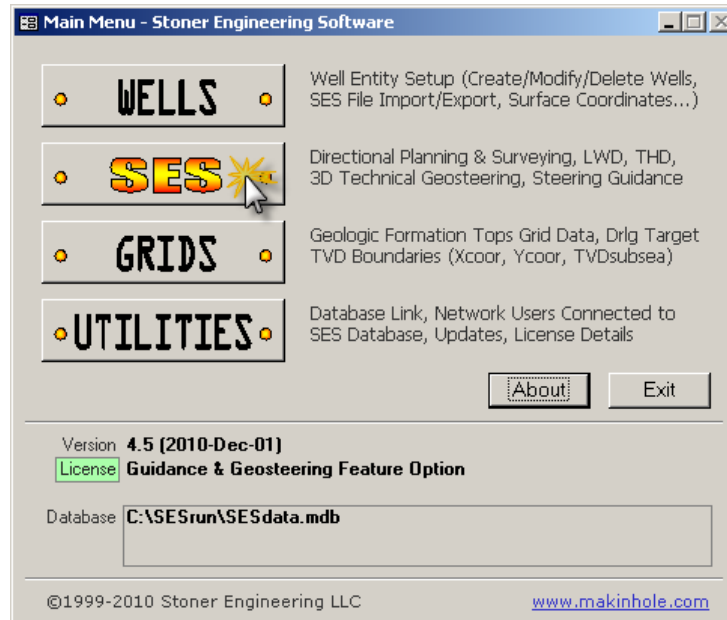 Main Menu - Stoner Engineering Software
WELLS
Well Entity Setup (Create/Modify/Delete Wells,
SES File Import/Export, Surface Coordinates...)
SES
Directional Planning & Surveying, LWD, THD,
3D Technical Geosteering, Steering Guidance
GRIDS
Geologic Formation Tops Grid Data, Drlg Target
TVD Boundaries (Xcoor, Ycoor, TVDsubsea)
UTILITIES
Database Link, Network Users Connected to
SES Database, Updates, License Details
About Exit
Version 4.5 (2010-Dec-01)
License Guidance & Geosteering Feature Option
Database C:\SESrun\SESdata.mdb
©1999-2010 Stoner Engineering LLC www.makinhole.com